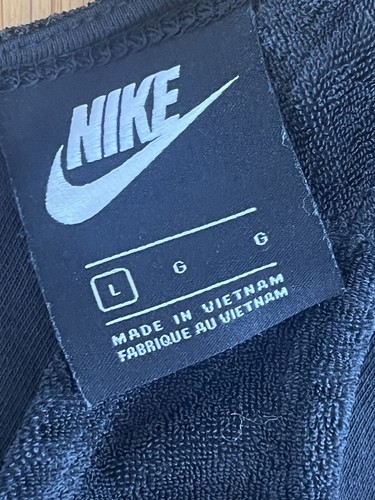 NIKE
L G G
MADE IN VIETNAM
FABRIQUE AU VIETNAM